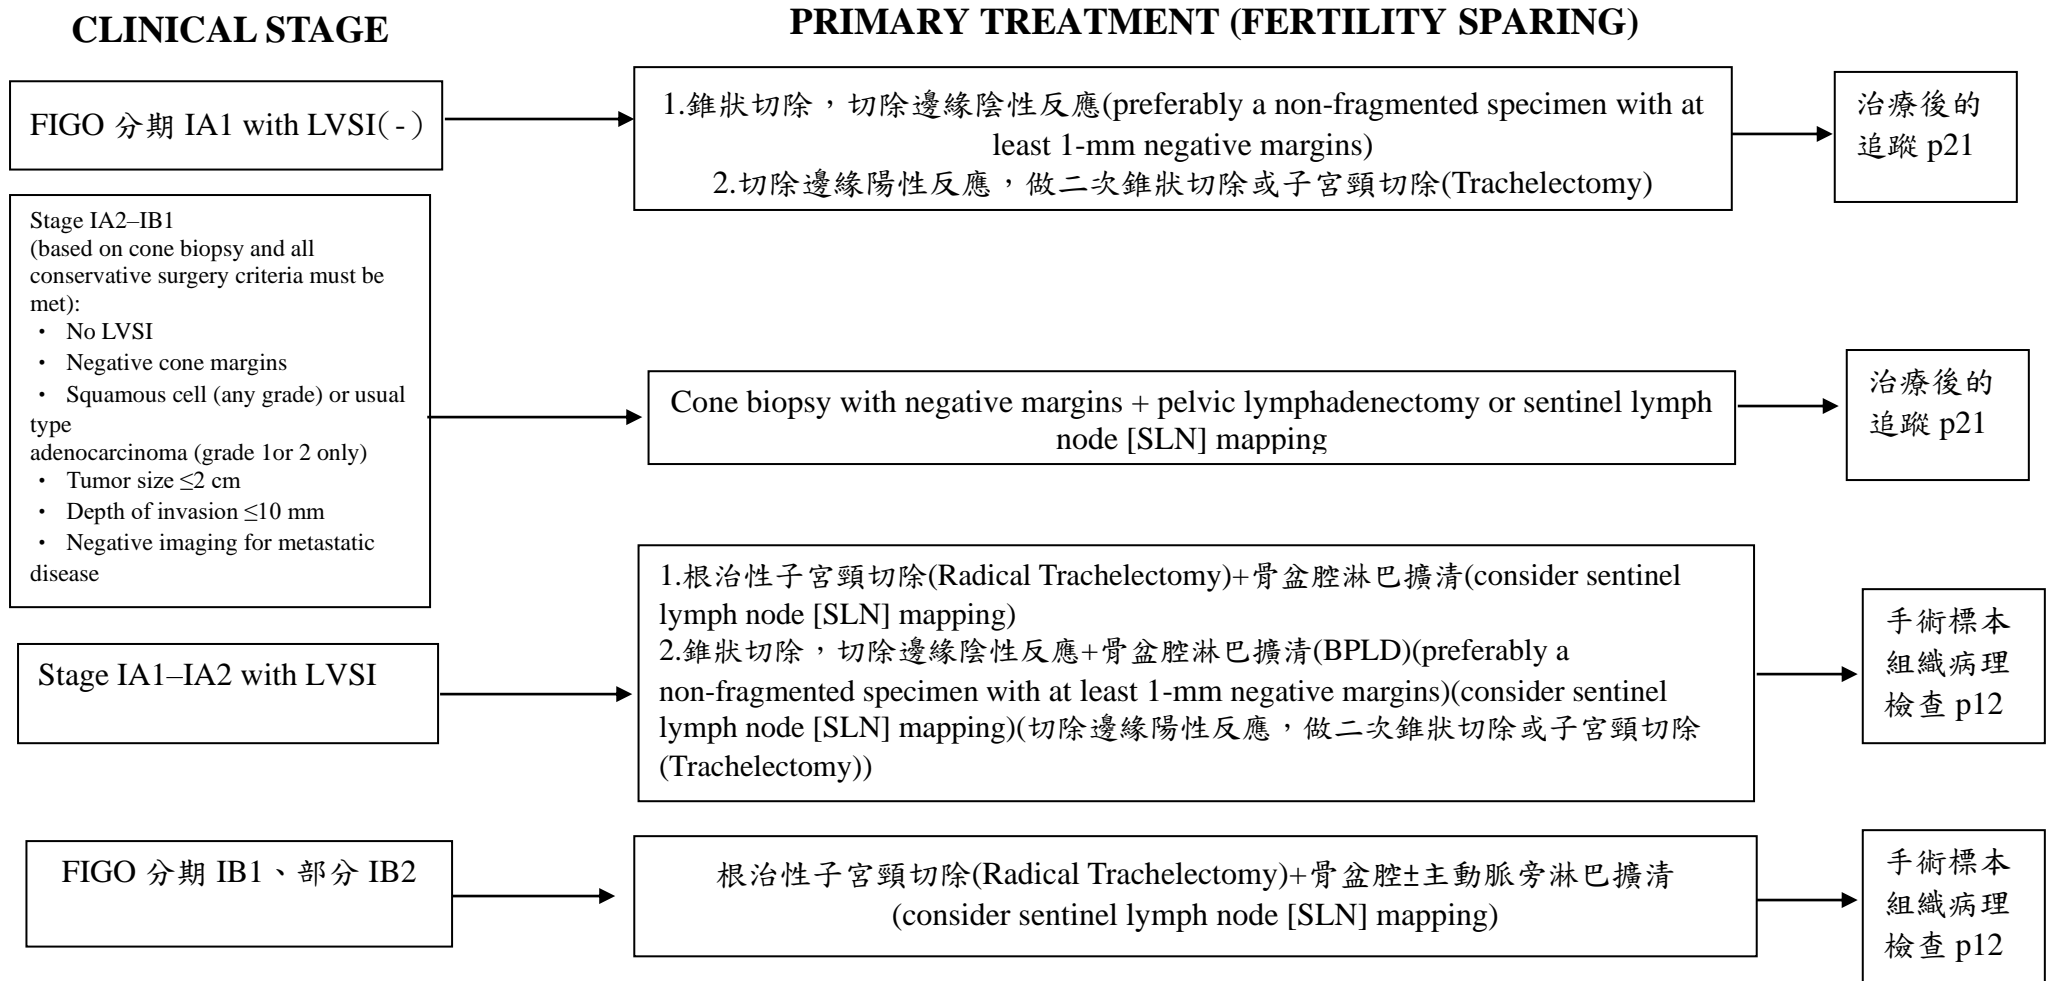 CLINICAL STAGE
PRIMARY TREATMENT (FERTILITY SPARING)
FIGO 分期 IA1 with LVSI(-)
1.錐狀切除，切除邊緣陰性反應(preferably a non-fragmented specimen with at
least 1-mm negative margins)
2.切除邊緣陽性反應，做二次錐狀切除或子宮頸切除(Trachelectomy)
治療後的
追蹤 p21
Stage IA2–IB1
(based on cone biopsy and all
conservative surgery criteria must be
met):
・ No LVSI
・ Negative cone margins
・ Squamous cell (any grade) or usual
type
adenocarcinoma (grade 1or 2 only)
・ Tumor size ≤2 cm
・ Depth of invasion ≤10 mm
・ Negative imaging for metastatic
disease
Cone biopsy with negative margins + pelvic lymphadenectomy or sentinel lymph
node [SLN] mapping
治療後的
追蹤 p21
Stage IA1–IA2 with LVSI
1.根治性子宮頸切除(Radical Trachelectomy)+骨盆腔淋巴擴清(consider sentinel
lymph node [SLN] mapping)
2.錐狀切除，切除邊緣陰性反應+骨盆腔淋巴擴清(BPLD)(preferably a
non-fragmented specimen with at least 1-mm negative margins)(consider sentinel
lymph node [SLN] mapping)(切除邊緣陽性反應，做二次錐狀切除或子宮頸切除
(Trachelectomy))
手術標本
組織病理
檢查 p12
FIGO 分期 IB1、部分 IB2
根治性子宮頸切除(Radical Trachelectomy)+骨盆腔±主動脈旁淋巴擴清
(consider sentinel lymph node [SLN] mapping)
手術標本
組織病理
檢查 p12